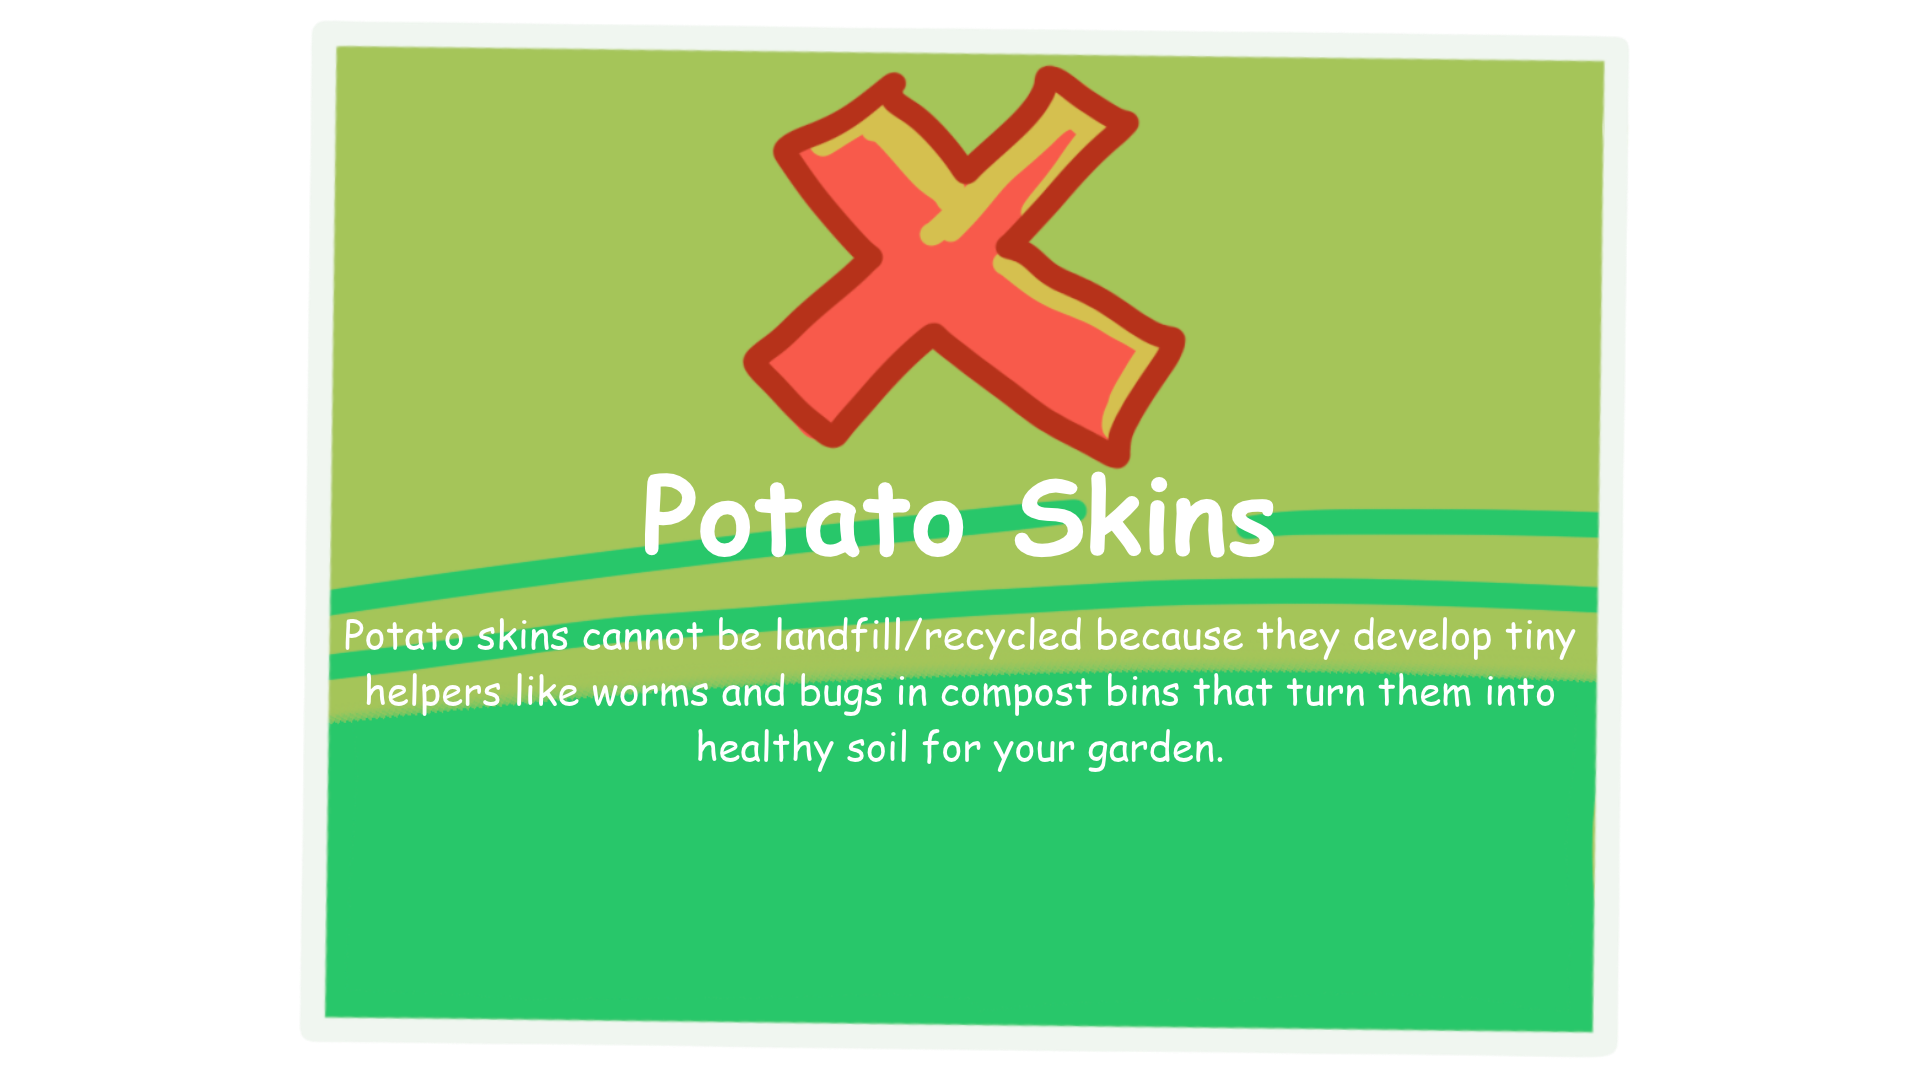 Potato Skins
Potato skins cannot be landfill/recycled because they develop tiny
helpers like worms and bugs in compost bins that turn them into
healthy soil for your garden.